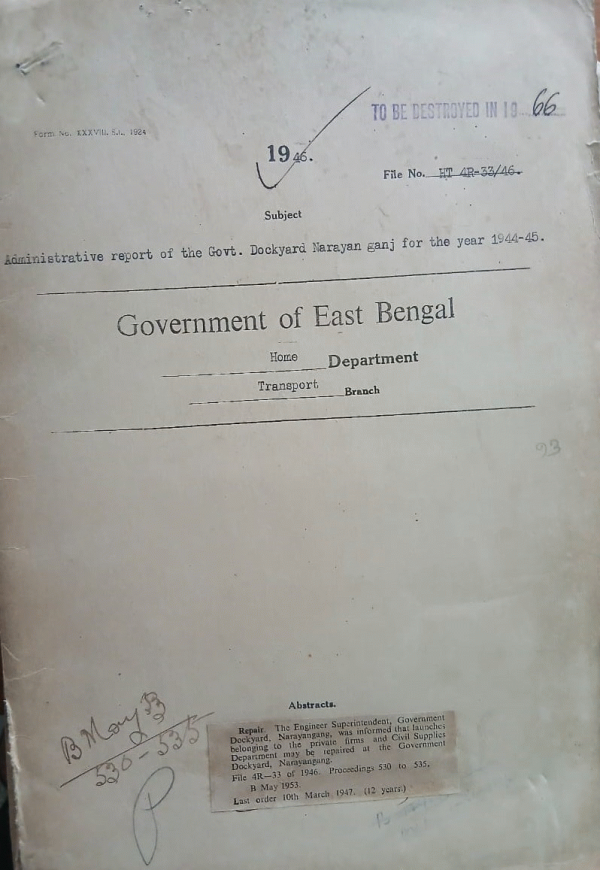 TO BE DESTROYED IN 19 66
Form No. XXXVIII, S.I., 1924
1946.
File No. HT 4R-33/46.
Subject
Administrative report of the Govt. Dockyard Narayan ganj for the year 1944-45.
Government of East Bengal
Home Department
Transport Branch
93
Abstracts.
Repair. The Engineer Superintendent, Government
Dockyard, Narayangang, was informed that launches
belonging to the private firms and Civil Supplies
Department may be repaired at the Government
Dockyard, Narayangang.
File 4R—33 of 1946. Proceedings 530 to 535.
B May 1953.
Last order 10th March 1947. (12 years.)
B May 53
530-535
P